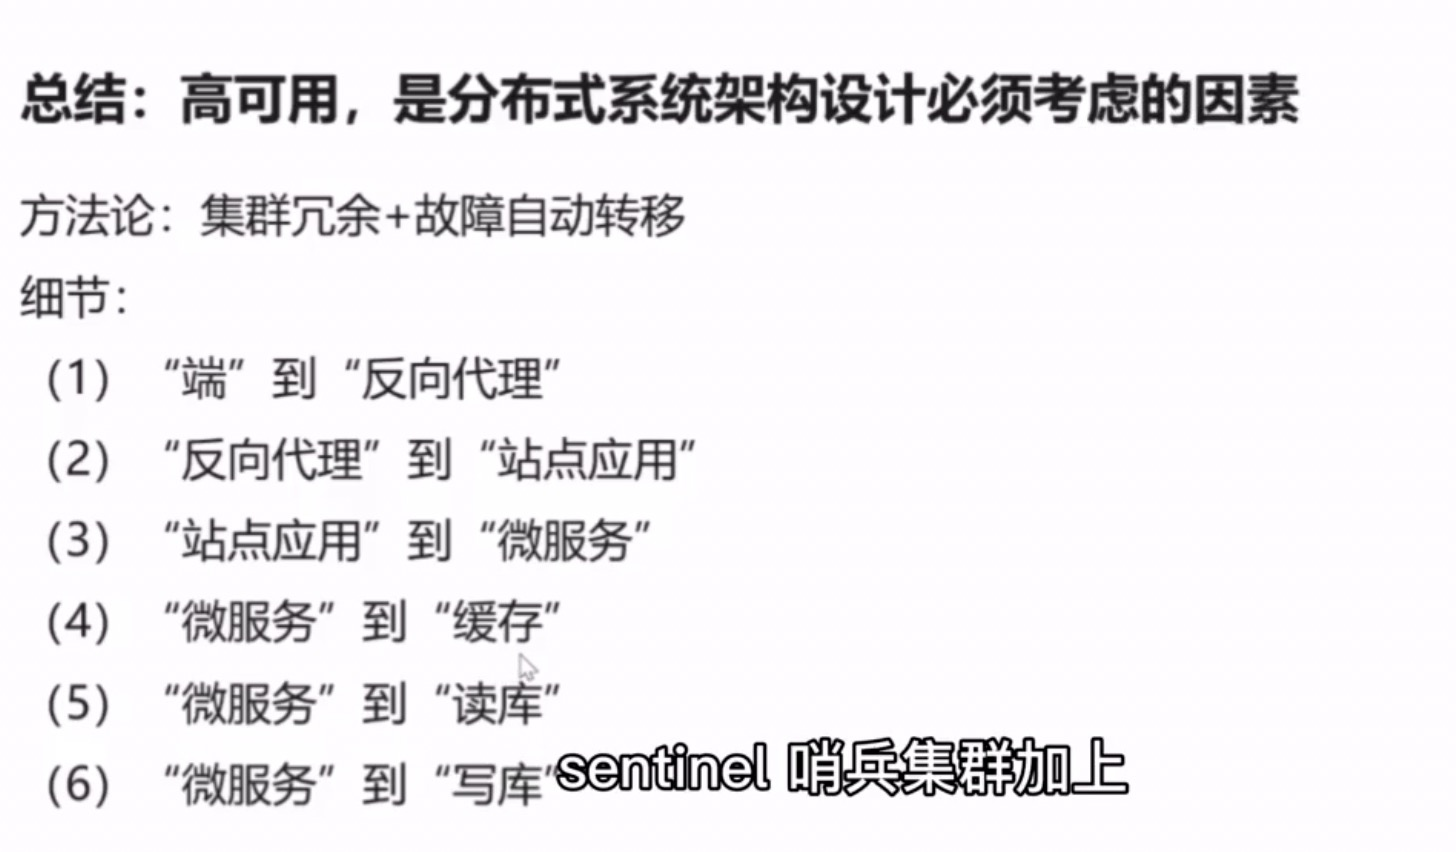 总结：高可用，是分布式系统架构设计必须考虑的因素
方法论：集群冗余+故障自动转移
细节：
（1） “端” 到 “反向代理”
（2） “反向代理” 到 “站点应用”
（3） “站点应用” 到 “微服务”
（4） “微服务” 到 “缓存”
（5） “微服务” 到 “读库”
（6） “微服务” 到 “写库”
sentinel 哨兵集群加上